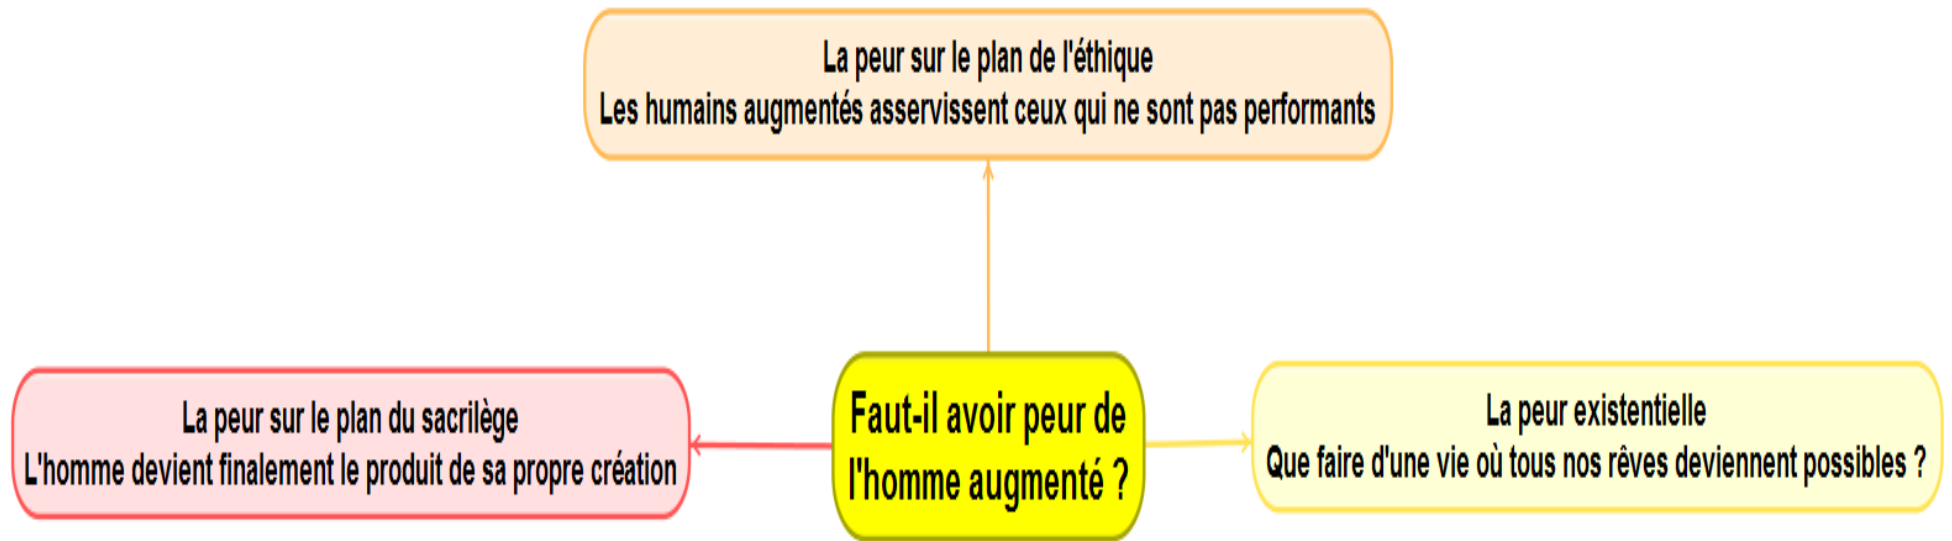 La peur sur le plan de l'éthique
Les humains augmentés asservissent ceux qui ne sont pas performants
La peur sur le plan du sacrilège
L'homme devient finalement le produit de sa propre création
Faut-il avoir peur de
l'homme augmenté ?
La peur existentielle
Que faire d'une vie où tous nos rêves deviennent possibles ?